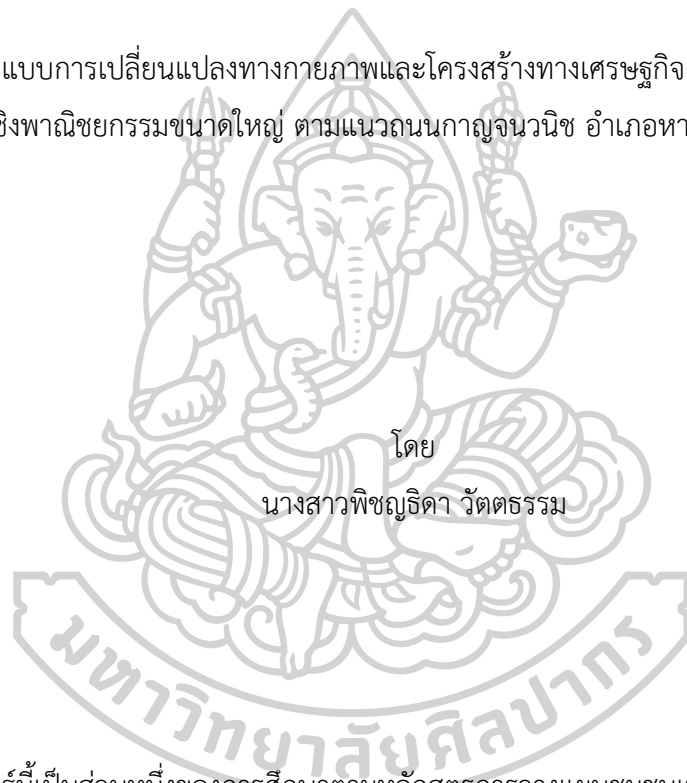 แบบการเปลี่ยนแปลงทางกายภาพและโครงสร้างทางเศรษฐกิจ
ชิงพาณิชยกรรมขนาดใหญ่ ตามแนวถนนกาญจนวนิช อำเภอหา
โดย
นางสาวพิชญธิดา วัตตธรรม
มหาวิทยาลัยศิลปากร